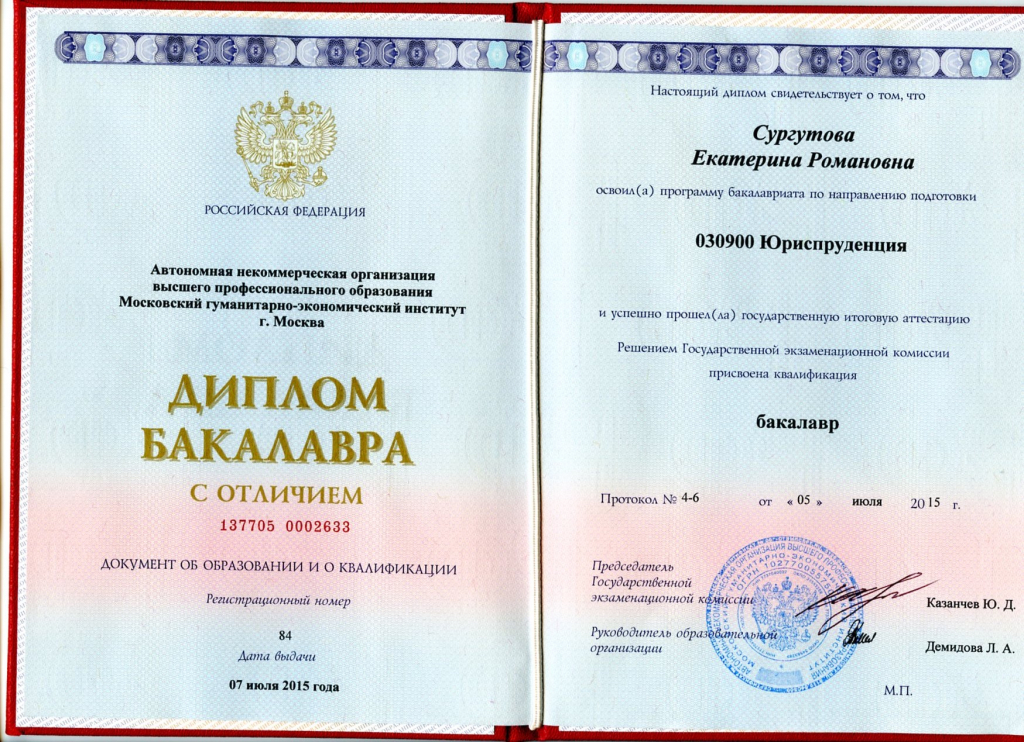 РОССИЙСКАЯ ФЕДЕРАЦИЯ
Автономная некоммерческая организация
высшего профессионального образования
Московский гуманитарно-экономический институт
г. Москва
ДИПЛОМ
БАКАЛАВРА
С ОТЛИЧИЕМ
137705 0002633
ДОКУМЕНТ ОБ ОБРАЗОВАНИИ И О КВАЛИФИКАЦИИ
Регистрационный номер
84
Дата выдачи
07 июля 2015 года
Настоящий диплом свидетельствует о том, что
Сургутова
Екатерина Романовна
освоил(а) программу бакалавриата по направлению подготовки
030900 Юриспруденция
и успешно прошел(ла) государственную итоговую аттестацию
Решением Государственной экзаменационной комиссии
присвоена квалификация
бакалавр
Протокол № 4-6 от « 05 » июля 2015 г.
Председатель
Государственной
экзаменационной комиссии
Казанчев Ю. Д.
Руководитель образовательной
организации
Демидова Л. А.
М.П.